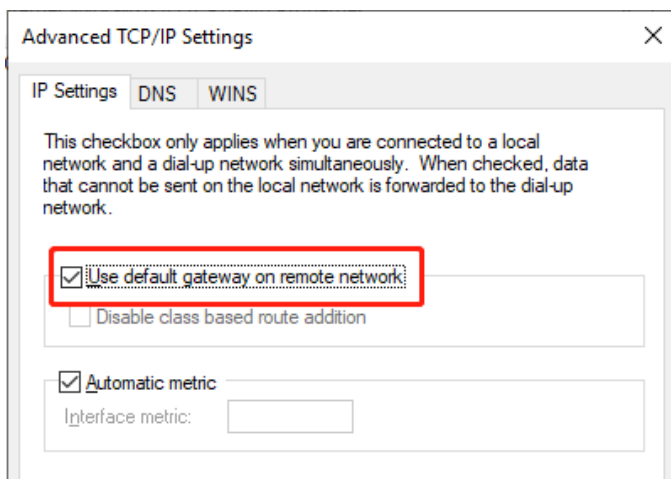 Advanced TCP/IP Settings
IP Settings DNS WINS
This checkbox only applies when you are connected to a local
network and a dial-up network simultaneously. When checked, data
that cannot be sent on the local network is forwarded to the dial-up
network.
Use default gateway on remote network
Disable class based route addition
Automatic metric
Interface metric: